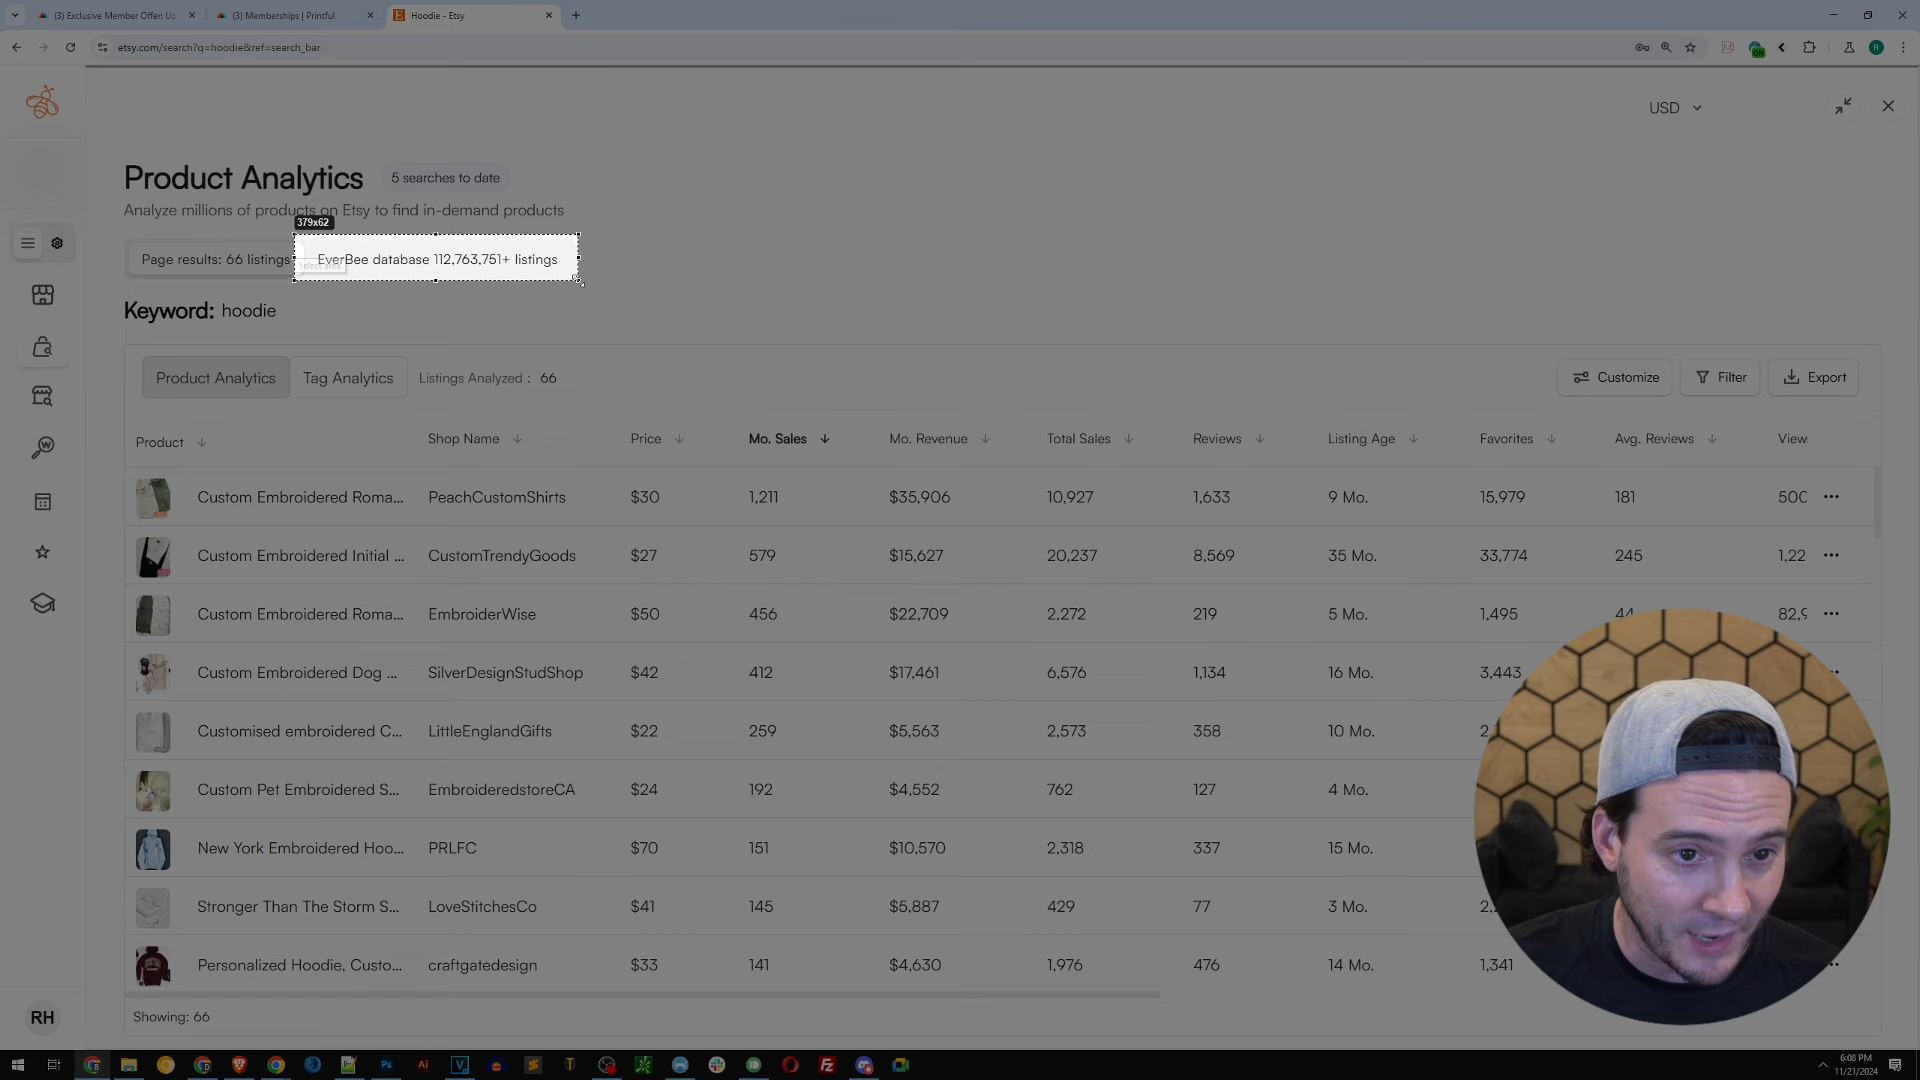 (3) Exclusive Member Offer: Up
(3) Memberships | Printful
Hoodie - Etsy
etsy.com/search?q=hoodie&ref=search_bar
ON
R
USD
Product Analytics
5 searches to date
Analyze millions of products on Etsy to find in-demand products
379x62
Page results: 66 listings
EverBee database 112,763,751+ listings
Select area
Keyword: hoodie
Product Analytics
Tag Analytics
Listings Analyzed : 66
Customize
Filter
Export
Product Shop Name Price Mo. Sales Mo. Revenue Total Sales Reviews Listing Age Favorites Avg. Reviews View
Custom Embroidered Roma... PeachCustomShirts $30 1,211 $35,906 10,927 1,633 9 Mo. 15,979 181 500
Custom Embroidered Initial ... CustomTrendyGoods $27 579 $15,627 20,237 8,569 35 Mo. 33,774 245 1,22
Custom Embroidered Roma... EmbroiderWise $50 456 $22,709 2,272 219 5 Mo. 1,495 44 82,9
Custom Embroidered Dog ... SilverDesignStudShop $42 412 $17,461 6,576 1,134 16 Mo. 3,443
Customised embroidered C... LittleEnglandGifts $22 259 $5,563 2,573 358 10 Mo.
Custom Pet Embroidered S... EmbroideredstoreCA $24 192 $4,552 762 127 4 Mo.
New York Embroidered Hoo... PRLFC $70 151 $10,570 2,318 337 15 Mo.
Stronger Than The Storm S... LoveStitchesCo $41 145 $5,887 429 77 3 Mo.
Personalized Hoodie, Custo... craftgatedesign $33 141 $4,630 1,976 476 14 Mo. 1,341
RH
Showing: 66
6:08 PM
11/21/2024